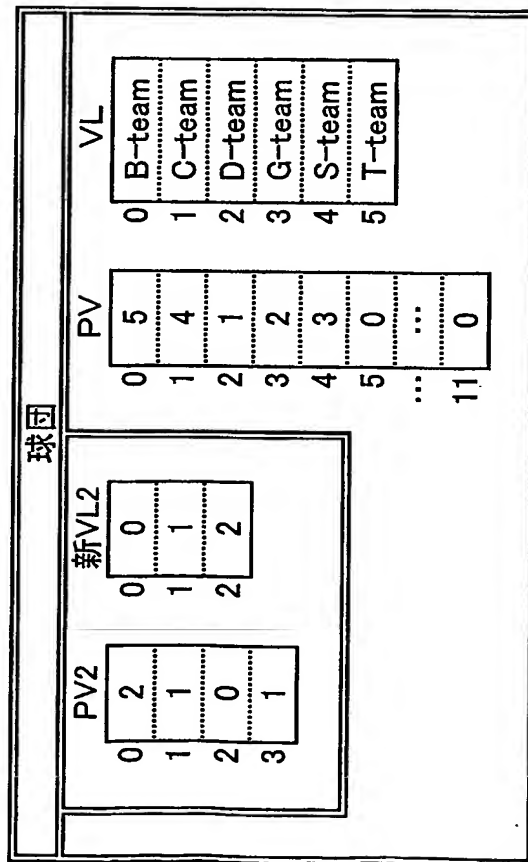 球団
PV2
新VL2
PV
VL
0 2
1 1
2 0
3 1
0 0
1 1
2 2
0 5
1 4
2 1
3 2
4 3
5 0
... ...
11 0
0 B-team
1 C-team
2 D-team
3 G-team
4 S-team
5 T-team